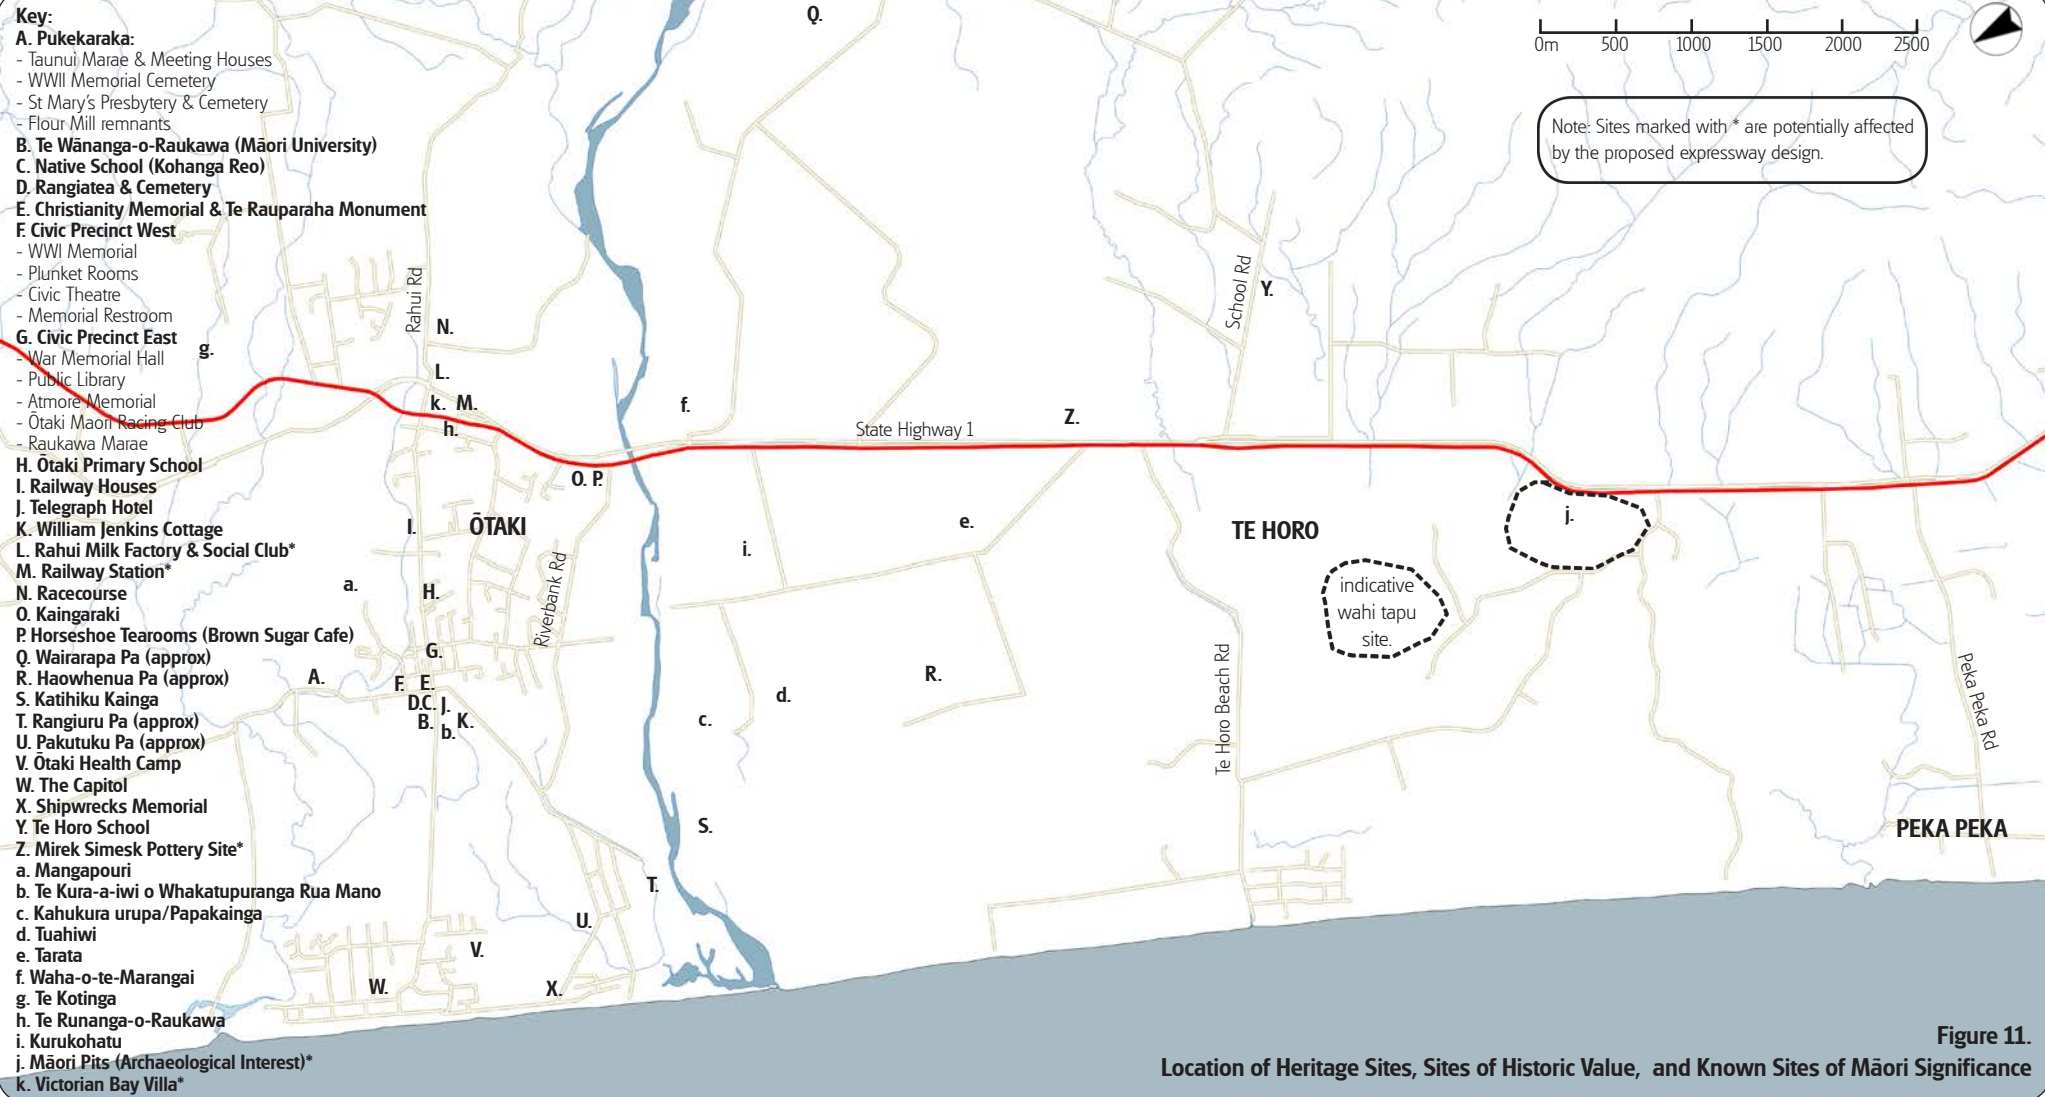 Key:
A. Pukekaraka:
- Taunui Marae & Meeting Houses
- WWII Memorial Cemetery
- St Mary's Presbytery & Cemetery
- Flour Mill remnants
B. Te Wānanga-o-Raukawa (Māori University)
C. Native School (Kohanga Reo)
D. Rangiatea & Cemetery
E. Christianity Memorial & Te Rauparaha Monument
F. Civic Precinct West
- WWI Memorial
- Plunket Rooms
- Civic Theatre
- Memorial Restroom
G. Civic Precinct East
- War Memorial Hall
- Public Library
- Atmore Memorial
- Ōtaki Maori Racing Club
- Raukawa Marae
H. Ōtaki Primary School
I. Railway Houses
J. Telegraph Hotel
K. William Jenkins Cottage
L. Rahui Milk Factory & Social Club*
M. Railway Station*
N. Racecourse
O. Kaingaraki
P. Horseshoe Tearooms (Brown Sugar Cafe)
Q. Wairarapa Pa (approx)
R. Haowhenua Pa (approx)
S. Katihiku Kainga
T. Rangiuru Pa (approx)
U. Pakutuku Pa (approx)
V. Ōtaki Health Camp
W. The Capitol
X. Shipwrecks Memorial
Y. Te Horo School
Z. Mirek Simesk Pottery Site*
a. Mangapouri
b. Te Kura-a-iwi o Whakatupuranga Rua Mano
c. Kahukura urupa/Papakainga
d. Tuahiwi
e. Tarata
f. Waha-o-te-Marangai
g. Te Kotinga
h. Te Runanga-o-Raukawa
i. Kurukohatu
j. Māori Pits (Archaeological Interest)*
k. Victorian Bay Villa*
Q.
0m 500 1000 1500 2000 2500
Note: Sites marked with * are potentially affected
by the proposed expressway design.
Rahui Rd
School Rd
Y.
N.
g.
L.
k. M.
h.
f.
Z.
State Highway 1
O. P.
I.
ŌTAKI
e.
TE HORO
j.
i.
a.
H.
Riverbank Rd
indicative
wahi tapu
site.
G.
A.
F. E.
D.C. J.
B. K.
b.
R.
d.
c.
Te Horo Beach Rd
Peka Peka Rd
S.
PEKA PEKA
T.
U.
V.
W.
X.
Figure 11.
Location of Heritage Sites, Sites of Historic Value, and Known Sites of Māori Significance